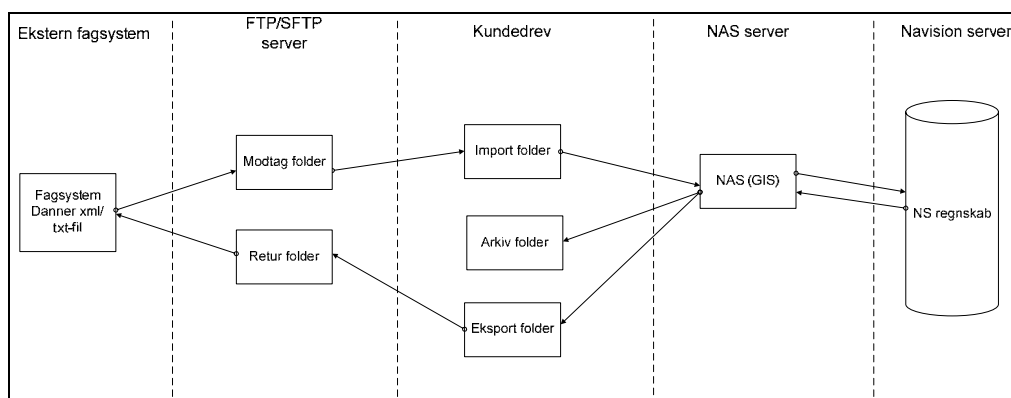 Ekstern fagsystem
FTP/SFTP
server
Kundedrev
NAS server
Navision server
Modtag folder
Import folder
NAS (GIS)
Fagsystem
Danner xml/
txt-fil
NS regnskab
Retur folder
Arkiv folder
Eksport folder